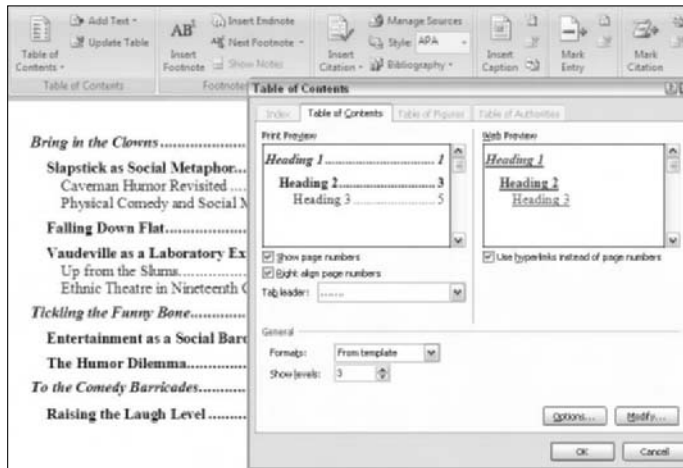 Add Text
Update Table
Table of
Contents
Table of Contents
AB¹
Insert
Footnote
Insert Endnote
Next Footnote
Show Notes
Footnotes
Insert
Citation
Manage Sources
Style: APA
Bibliography
Insert
Caption
Mark
Entry
Mark
Citation
Bring in the Clowns
Slapstick as Social Metaphor...
Caveman Humor Revisited ....
Physical Comedy and Social
Falling Down Flat
Vaudeville as a Laboratory Ex
Up from the Slums
Ethnic Theatre in Nineteenth
Tickling the Funny Bone
Entertainment as a Social Bar
The Humor Dilemma
To the Comedy Barricades
Raising the Laugh Level
Table of Contents
Index
Table of Contents
Table of Figures
Table of Authorities
Print Preview
Heading 1 1
Heading 2 3
Heading 3 5
Show page numbers
Right align page numbers
Tab leader: .......
Web Preview
Heading 1
Heading 2
Heading 3
Use hyperlinks instead of page numbers
General
Formats: From template
Show levels: 3
Options...
Modify...
OK
Cancel